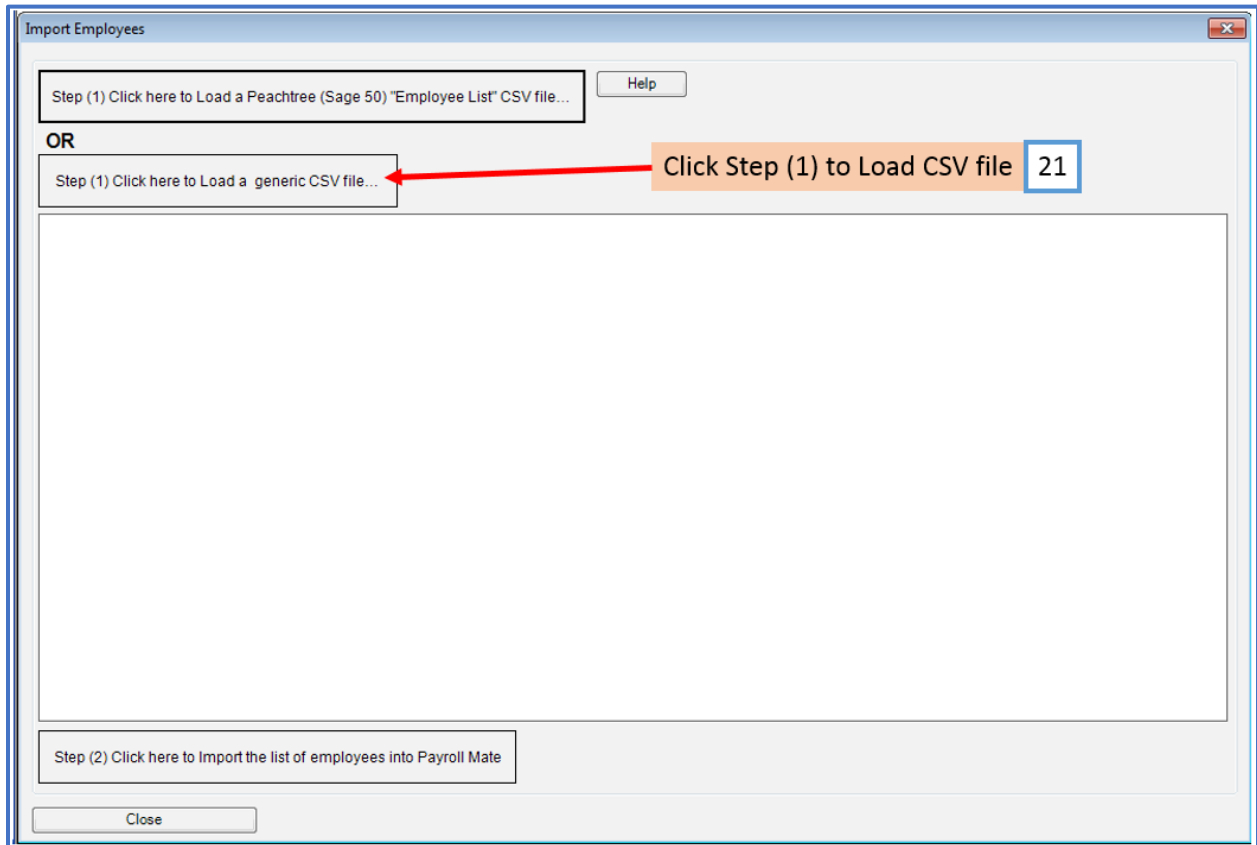 Import Employees
Step (1) Click here to Load a Peachtree (Sage 50) "Employee List" CSV file...
Help
OR
Step (1) Click here to Load a  generic CSV file...
Click Step (1) to Load CSV file
21
Step (2) Click here to Import the list of employees into Payroll Mate
Close